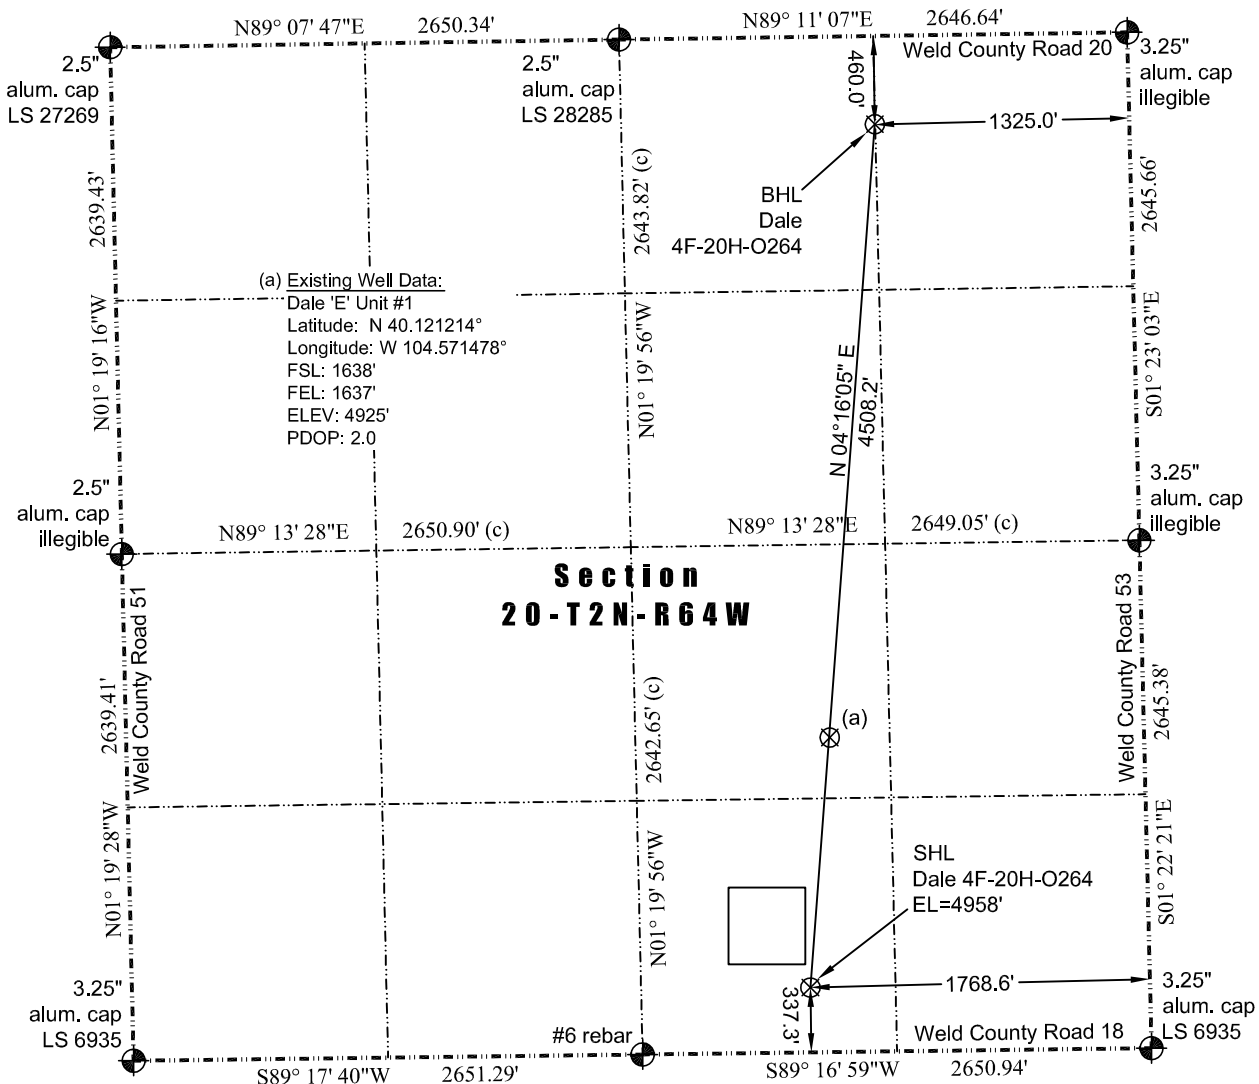 N89° 07' 47"E 2650.34'
N89° 11' 07"E 2646.64'
Weld County Road 20
2.5"
alum. cap
LS 27269
2.5"
alum. cap
LS 28285
3.25"
alum. cap
illegible
460.0'
1325.0'
BHL
Dale
4F-20H-O264
2639.43'
N01° 19' 16"W
2643.82' (c)
N01° 19' 56"W
2645.66'
S01° 23' 03"E
(a) Existing Well Data:
Dale 'E' Unit #1
Latitude: N 40.121214°
Longitude: W 104.571478°
FSL: 1638'
FEL: 1637'
ELEV: 4925'
PDOP: 2.0
N 04°16'05" E
4508.2'
2.5"
alum. cap
illegible
3.25"
alum. cap
illegible
N89° 13' 28"E 2650.90' (c)
N89° 13' 28"E 2649.05' (c)
Section
20-T2N-R64W
Weld County Road 51
2639.41'
N01° 19' 28"W
2642.65' (c)
N01° 19' 56"W
(a)
Weld County Road 53
2645.38'
S01° 22' 21"E
SHL
Dale 4F-20H-O264
EL=4958'
1768.6'
337.3'
3.25"
alum. cap
LS 6935
#6 rebar
Weld County Road 18
3.25"
alum. cap
LS 6935
S89° 17' 40"W 2651.29'
S89° 16' 59"W 2650.94'